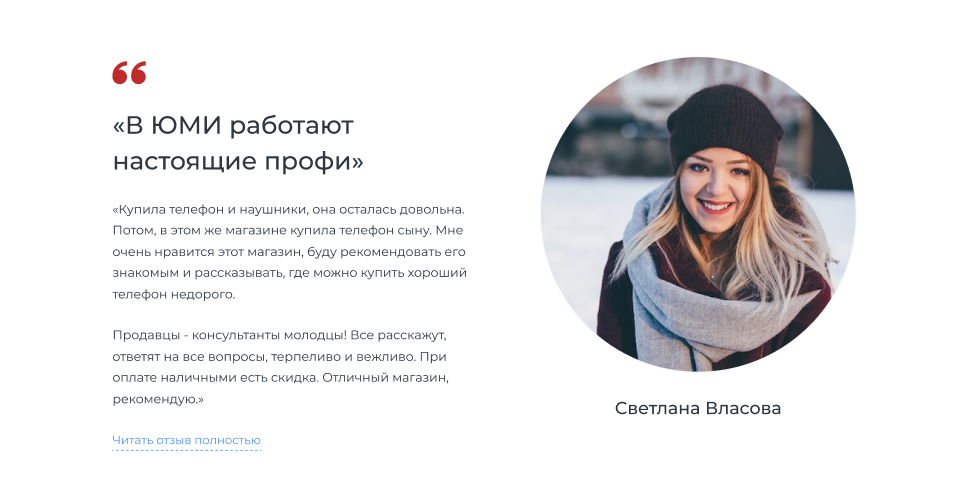 «В ЮМИ работают
настоящие профи»
«Купила телефон и наушники, она осталась довольна.
Потом, в этом же магазине купила телефон сыну. Мне
очень нравится этот магазин, буду рекомендовать его
знакомым и рассказывать, где можно купить хороший
телефон недорого.
Продавцы - консультанты молодцы! Все расскажут,
ответят на все вопросы, терпеливо и вежливо. При
оплате наличными есть скидка. Отличный магазин,
рекомендую.»
Читать отзыв полностью
Светлана Власова